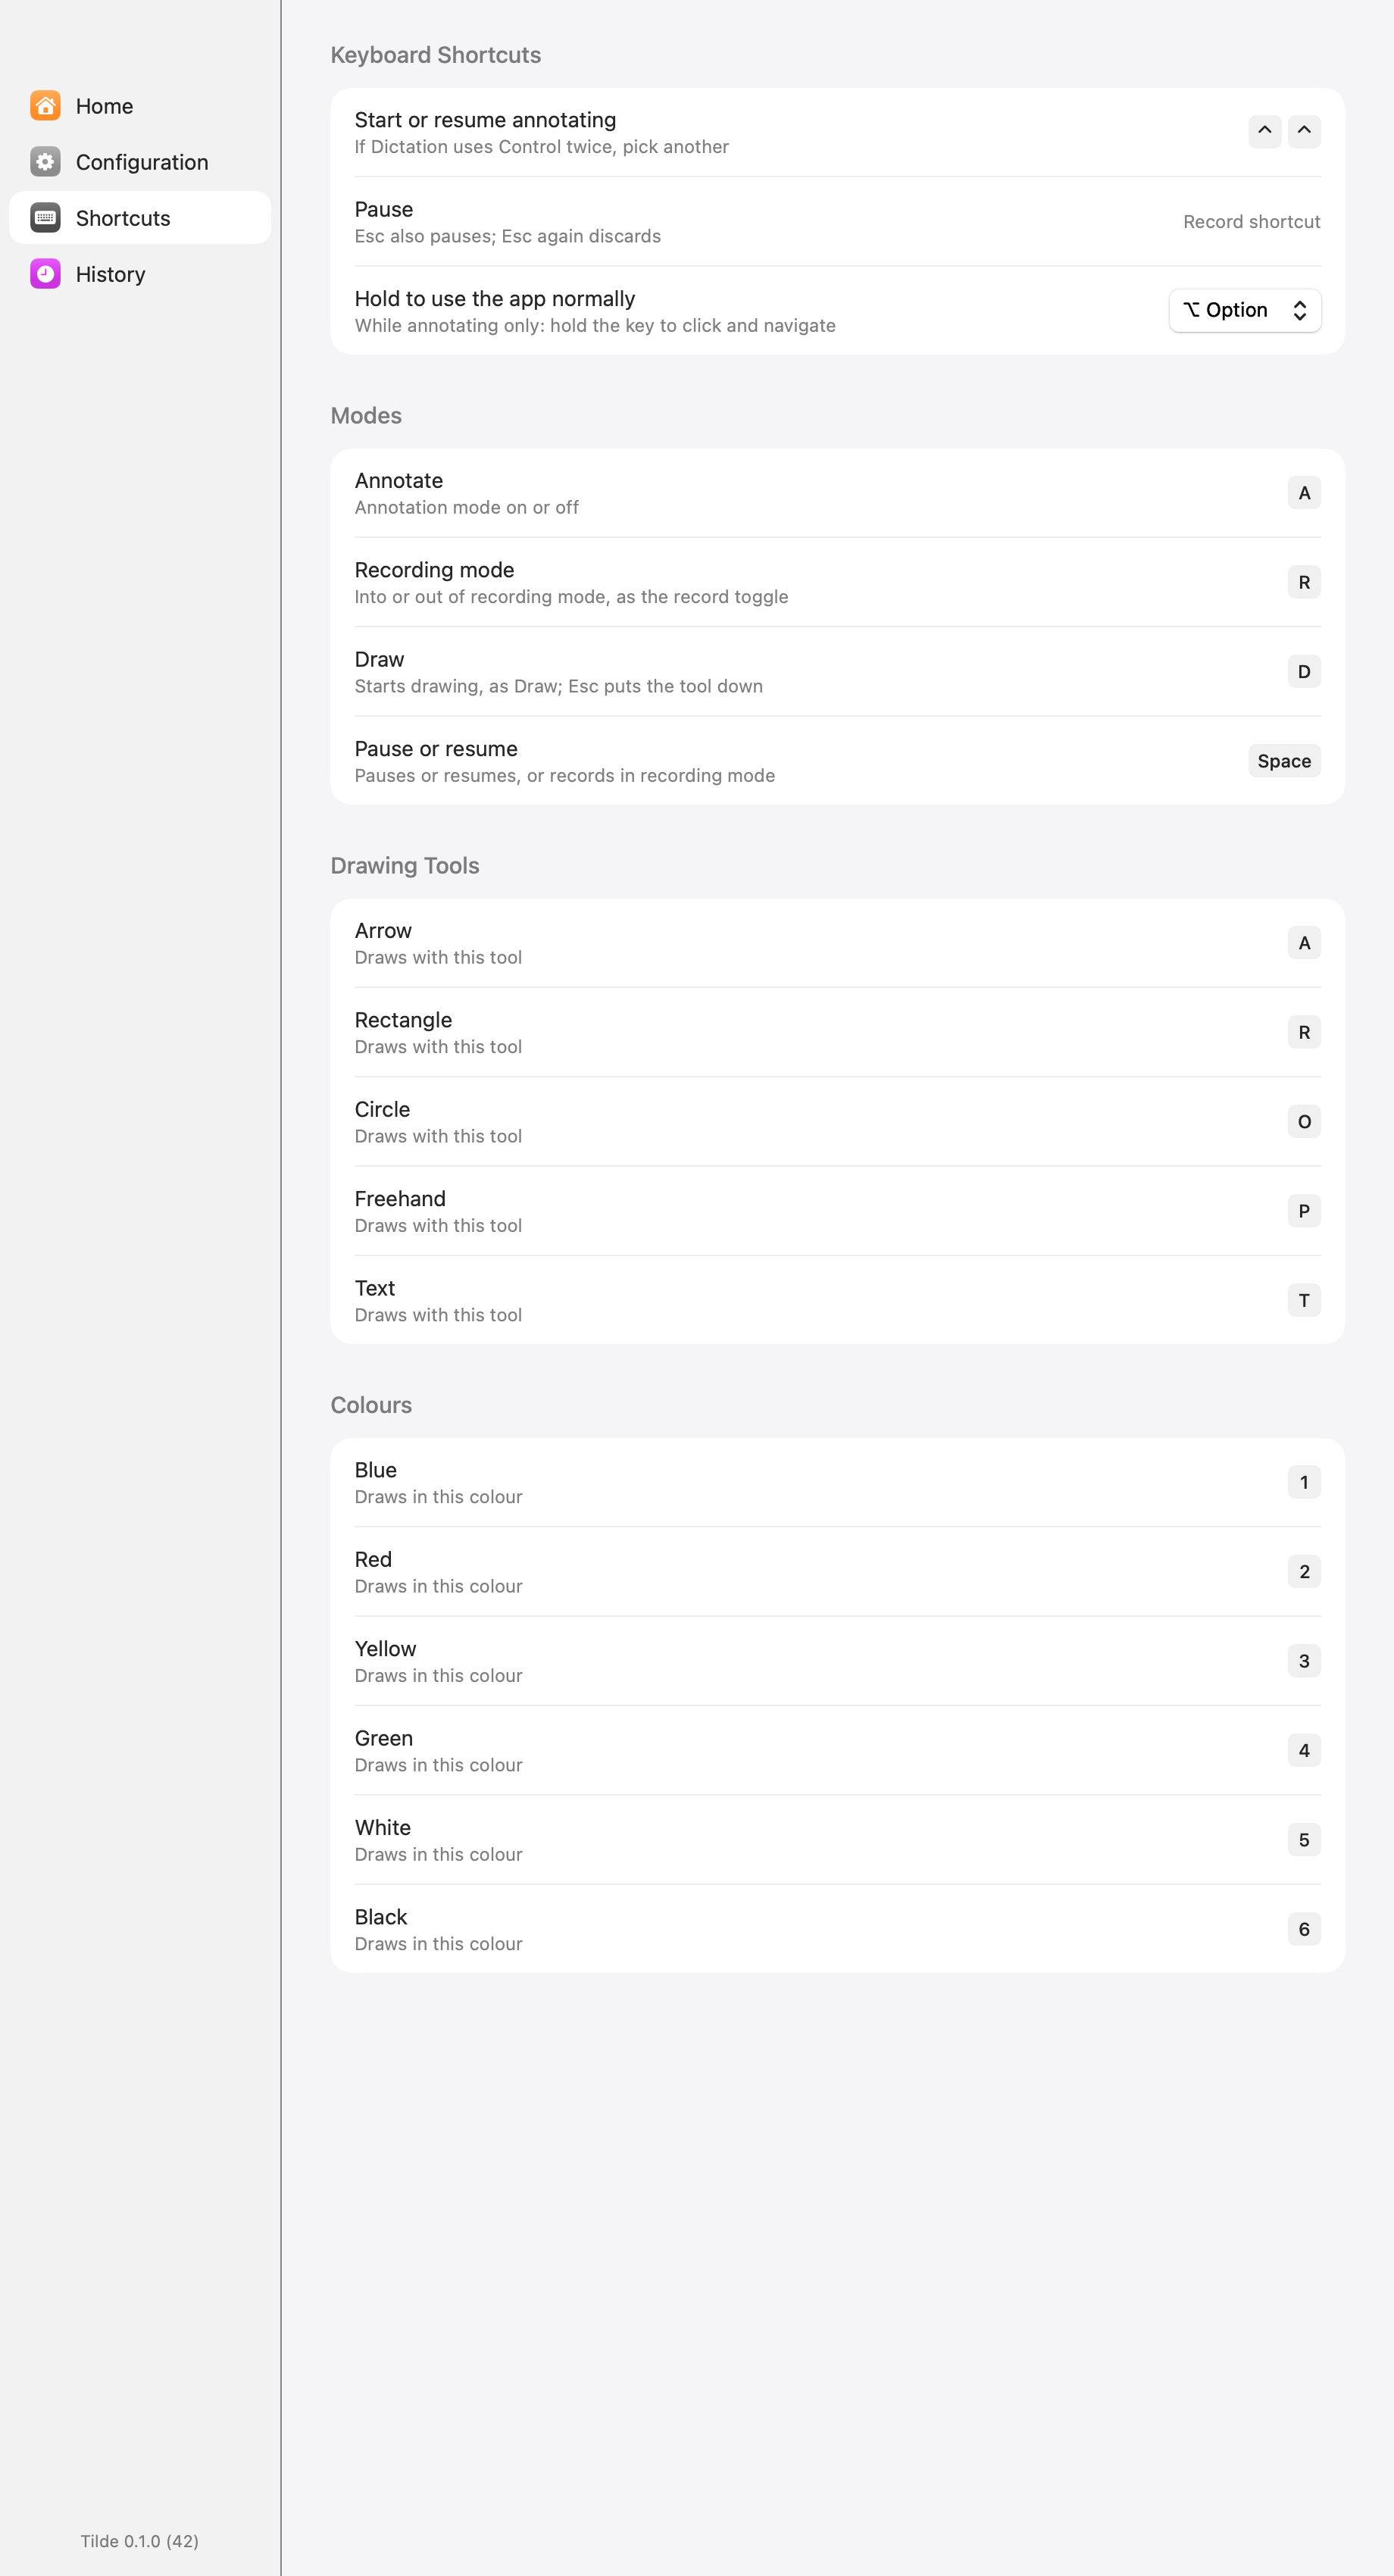 Home
Configuration
Shortcuts
History
Tilde 0.1.0 (42)
Keyboard Shortcuts
Start or resume annotating
If Dictation uses Control twice, pick another
^ ^
Pause
Esc also pauses; Esc again discards
Record shortcut
Hold to use the app normally
While annotating only: hold the key to click and navigate
⌥ Option
Modes
Annotate
Annotation mode on or off
A
Recording mode
Into or out of recording mode, as the record toggle
R
Draw
Starts drawing, as Draw; Esc puts the tool down
D
Pause or resume
Pauses or resumes, or records in recording mode
Space
Drawing Tools
Arrow
Draws with this tool
A
Rectangle
Draws with this tool
R
Circle
Draws with this tool
O
Freehand
Draws with this tool
P
Text
Draws with this tool
T
Colours
Blue
Draws in this colour
1
Red
Draws in this colour
2
Yellow
Draws in this colour
3
Green
Draws in this colour
4
White
Draws in this colour
5
Black
Draws in this colour
6